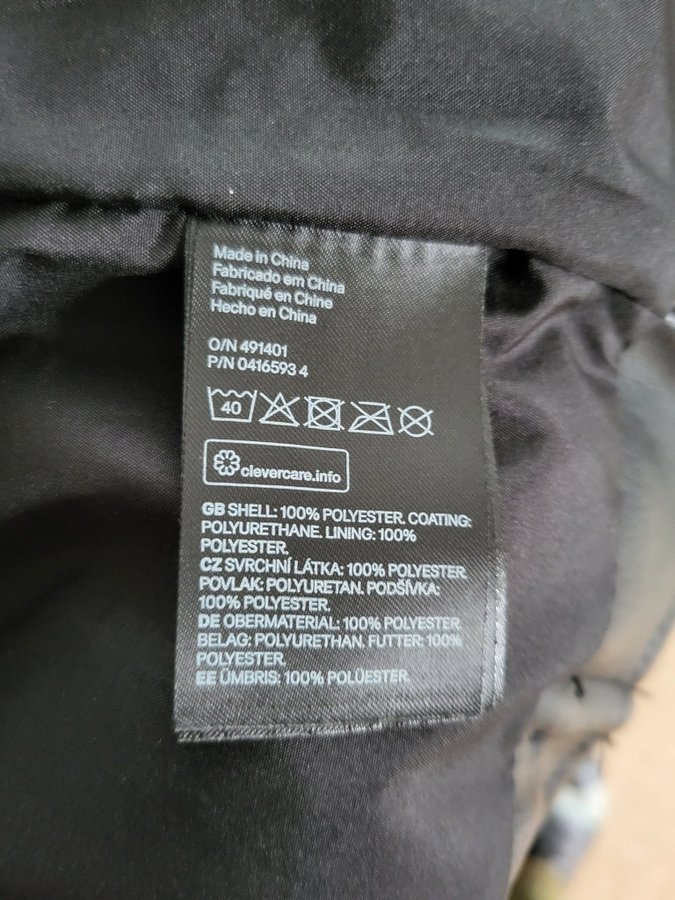 Made in China
Fabricado em China
Fabriqué en Chine
Hecho en China
O/N 491401
P/N 0416593 4
40
clevercare.info
GB SHELL: 100% POLYESTER. COATING:
POLYURETHANE. LINING: 100%
POLYESTER.
CZ SVRCHNÍ LÁTKA: 100% POLYESTER.
POVLAK: POLYURETAN. PODŠÍVKA:
100% POLYESTER.
DE OBERMATERIAL: 100% POLYESTER.
BELAG: POLYURETHAN. FUTTER: 100%
POLYESTER.
EE ÜMBRIS: 100% POLÜESTER.